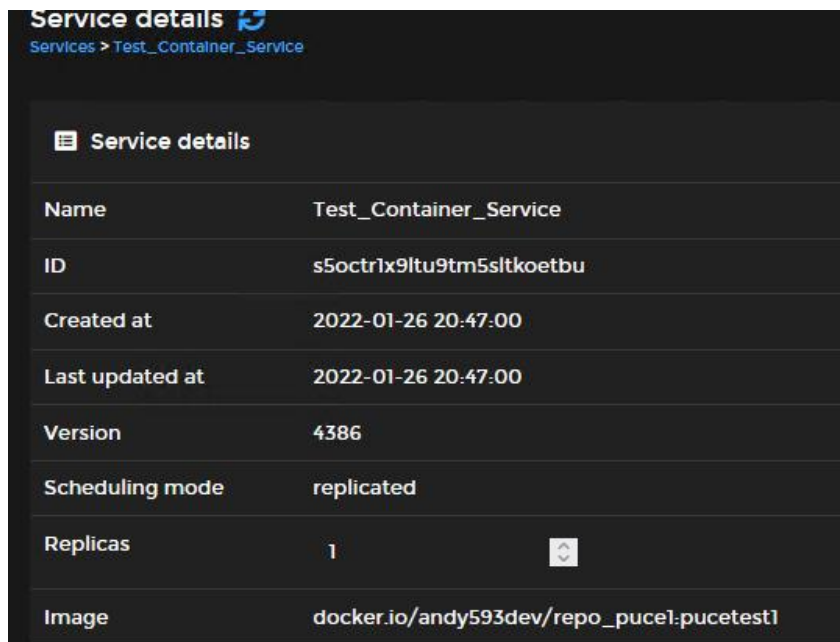 Service details
Services > Test_Container_Service
Service details
Name Test_Container_Service
ID s5octr1x9ltu9tm5sltkoetbu
Created at 2022-01-26 20:47:00
Last updated at 2022-01-26 20:47:00
Version 4386
Scheduling mode replicated
Replicas 1
Image docker.io/andy593dev/repo_puce1:pucetest1